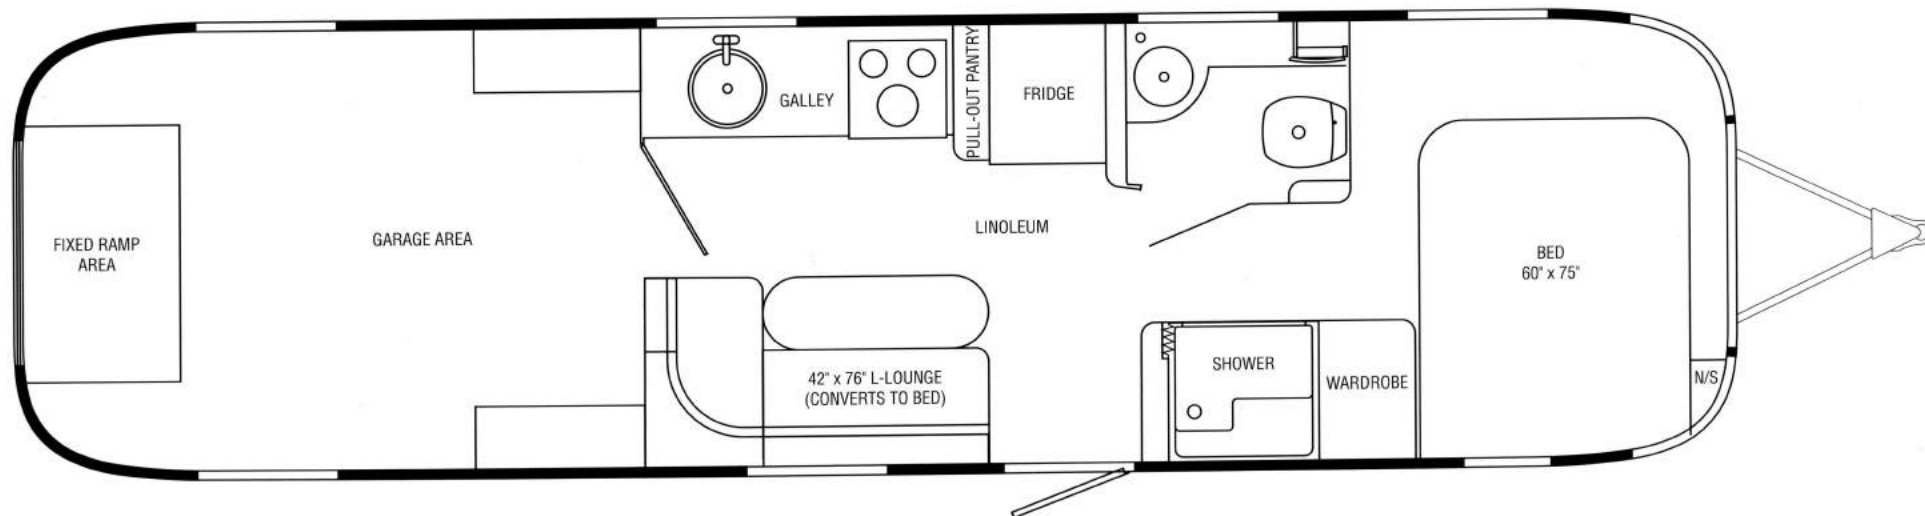 FIXED RAMP
AREA
GARAGE AREA
GALLEY
PULL-OUT PANTRY
FRIDGE
LINOLEUM
42" x 76" L-LOUNGE
(CONVERTS TO BED)
SHOWER
WARDROBE
BED
60" x 75"
N/S